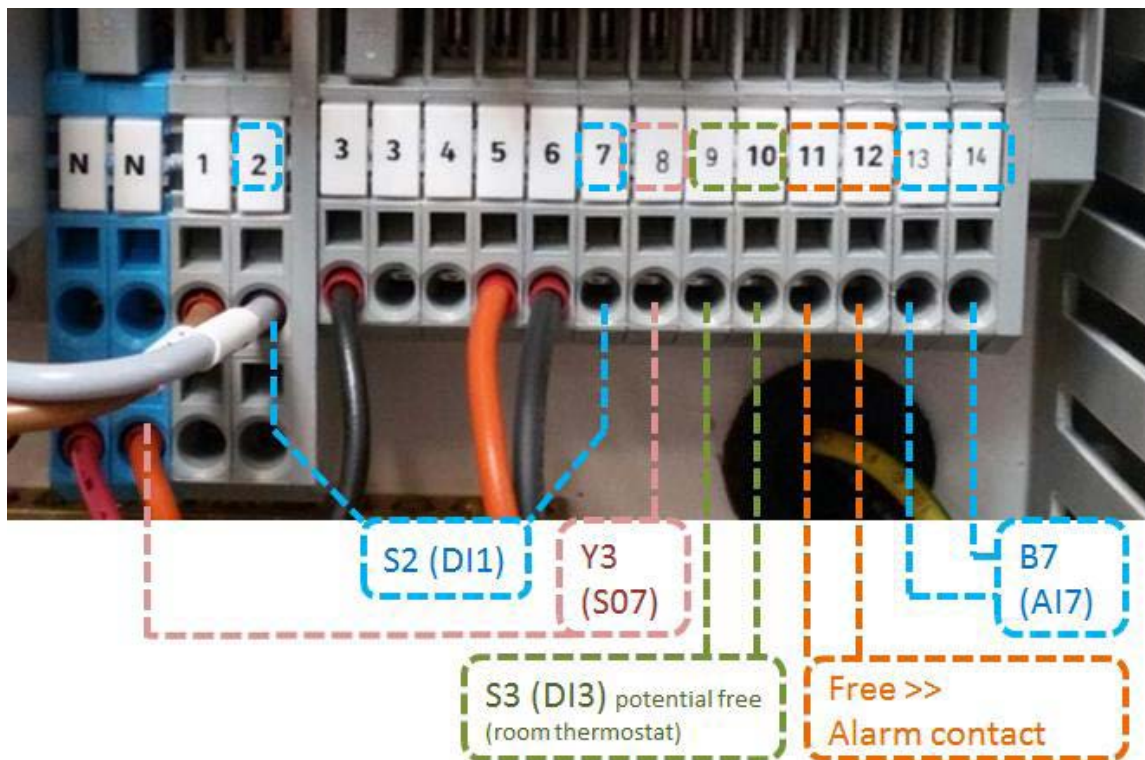 N N 1 2 3 3 4 5 6 7 8 9 10 11 12 13 14
S2 (DI1)
Y3
(S07)
B7
(AI7)
S3 (DI3) potential free
(room thermostat)
Free >>
Alarm contact